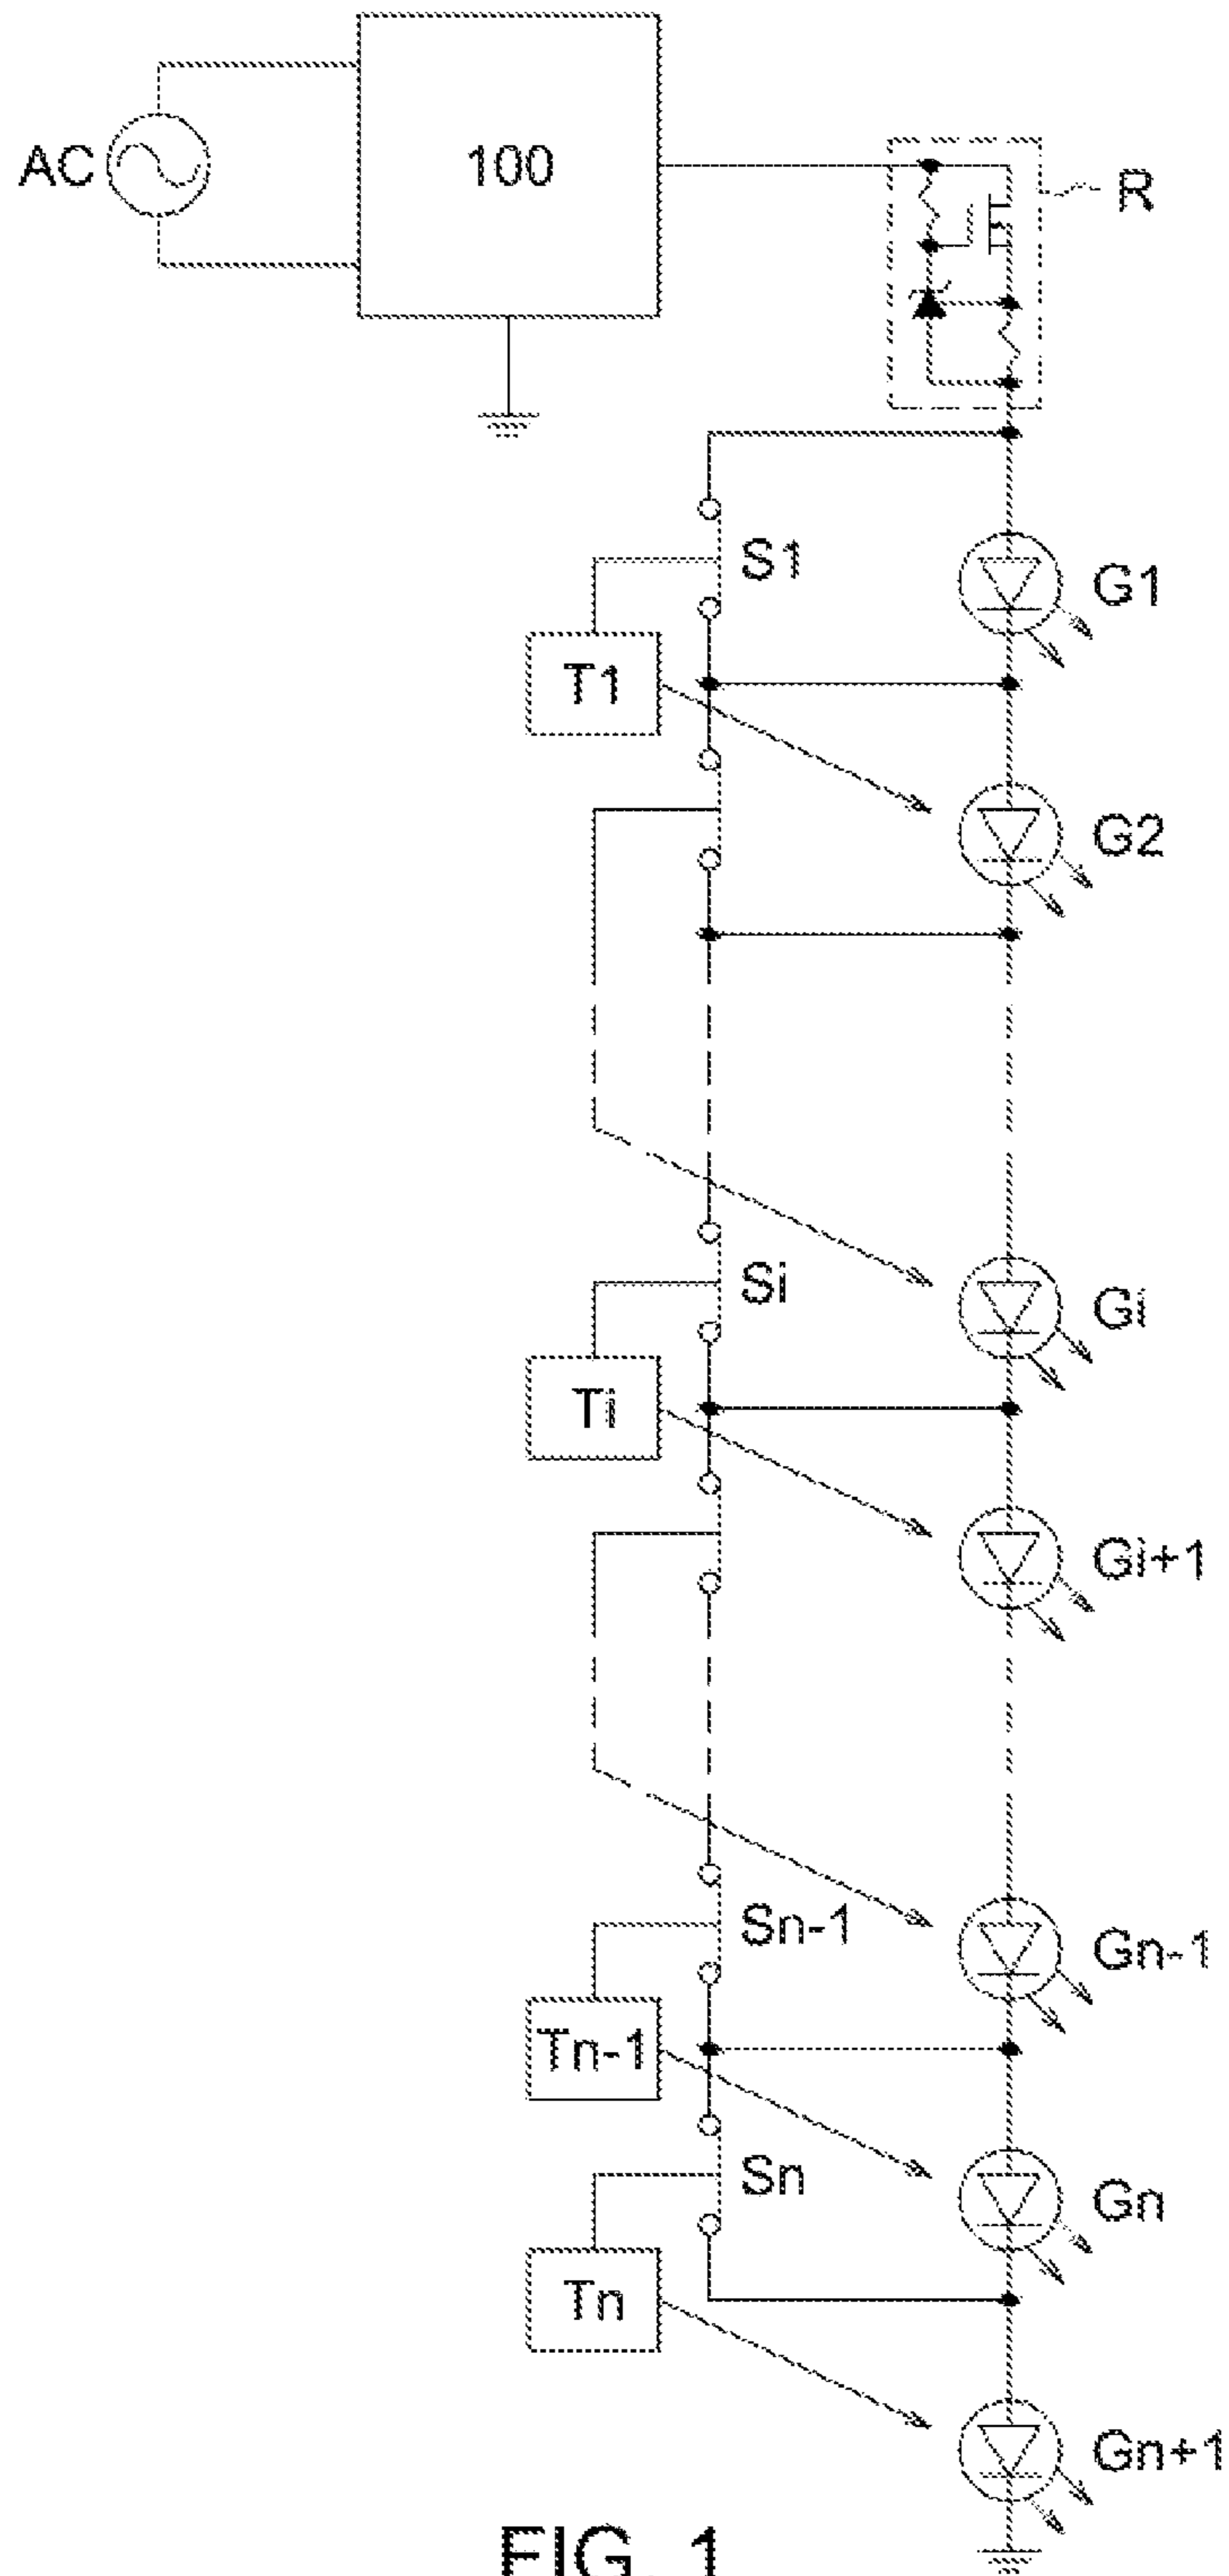 AC
100
R
S1
G1
T1
G2
Si
Gi
Ti
Gi+1
Sn-1
Gn-1
Tn-1
Sn
Gn
Tn
Gn+1
FIG. 1